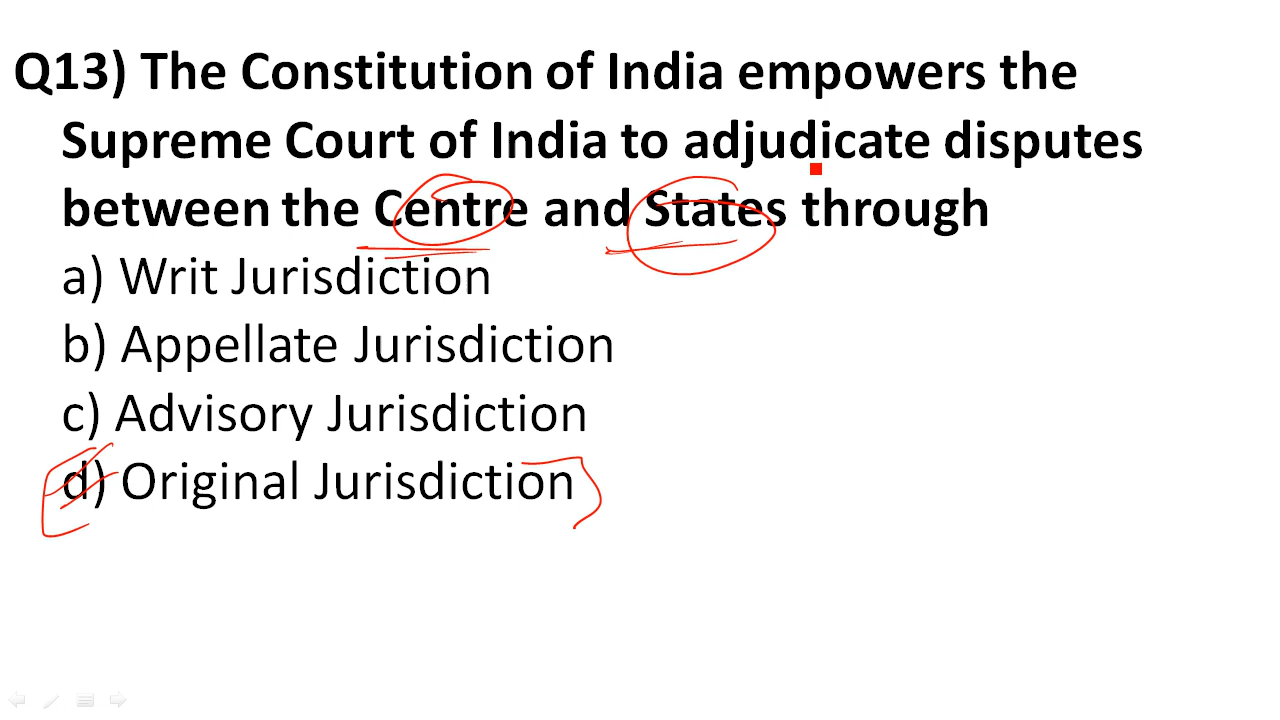 Q13) The Constitution of India empowers the
Supreme Court of India to adjudicate disputes
between the Centre and States through
a) Writ Jurisdiction
b) Appellate Jurisdiction
c) Advisory Jurisdiction
d) Original Jurisdiction